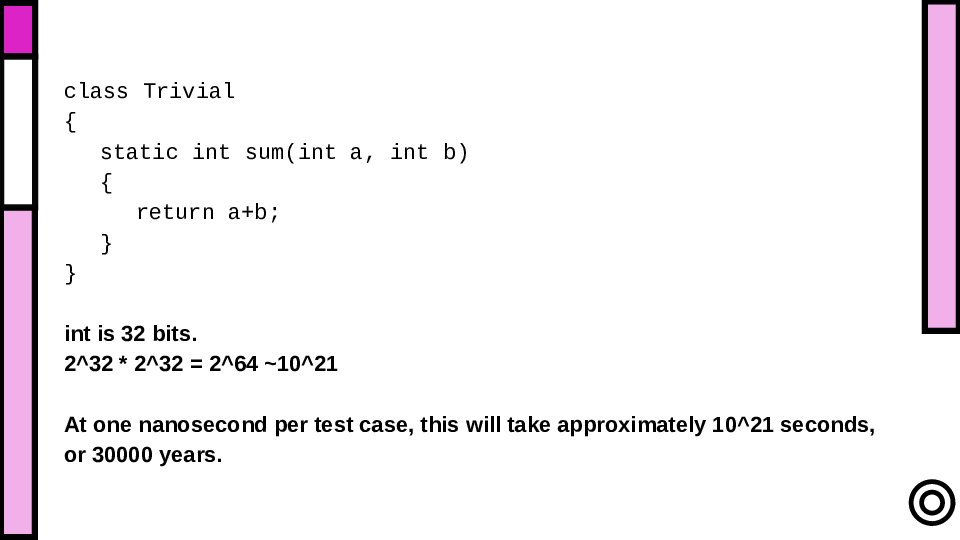 class Trivial
{
static int sum(int a, int b)
{
return a+b;
}
}
int is 32 bits.
2^32 * 2^32 = 2^64 ~10^21
At one nanosecond per test case, this will take approximately 10^21 seconds,
or 30000 years.